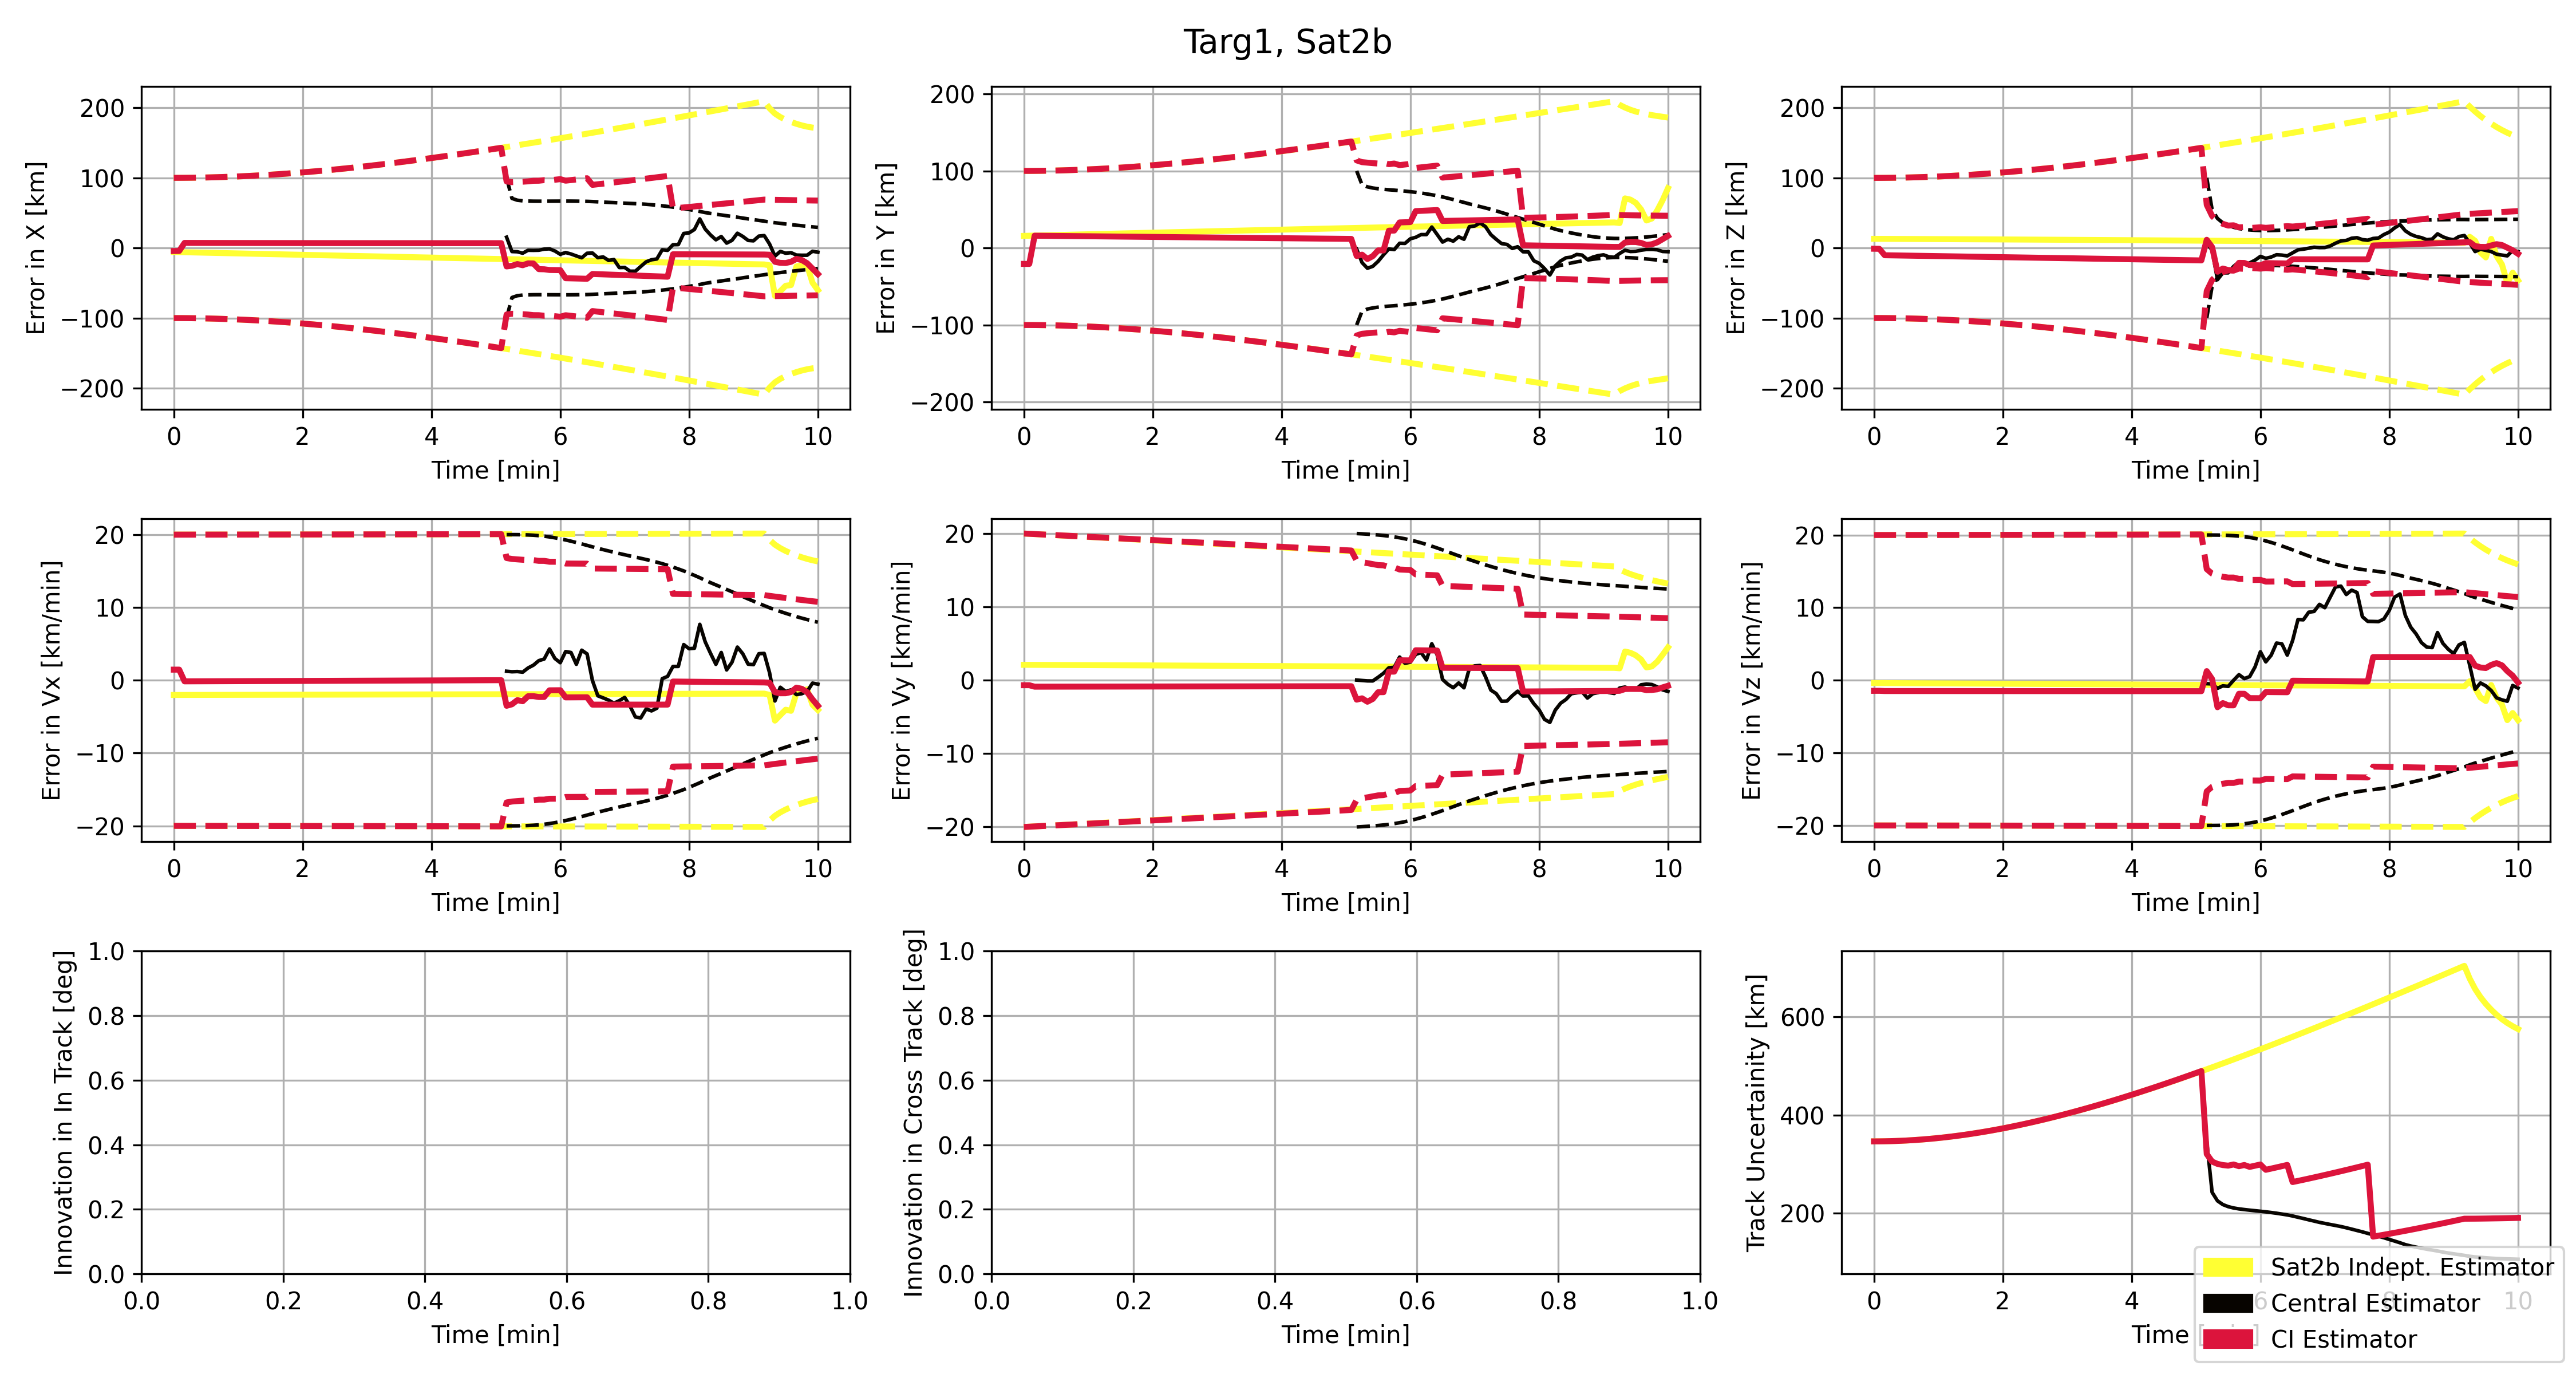 Targ1, Sat2b
Error in X [km]
200
100
0
−100
−200
0 2 4 6 8 10
Time [min]
Error in Y [km]
200
100
0
−100
−200
0 2 4 6 8 10
Time [min]
Error in Z [km]
200
100
0
−100
−200
0 2 4 6 8 10
Time [min]
Error in Vx [km/min]
20
10
0
−10
−20
0 2 4 6 8 10
Time [min]
Error in Vy [km/min]
20
10
0
−10
−20
0 2 4 6 8 10
Time [min]
Error in Vz [km/min]
20
10
0
−10
−20
0 2 4 6 8 10
Time [min]
Innovation in In Track [deg]
1.0
0.8
0.6
0.4
0.2
0.0
0.0 0.2 0.4 0.6 0.8 1.0
Time [min]
Innovation in Cross Track [deg]
1.0
0.8
0.6
0.4
0.2
0.0
0.0 0.2 0.4 0.6 0.8 1.0
Time [min]
Track Uncertainity [km]
600
400
200
0 2 4 6 8 10
Time
Sat2b Indept. Estimator
Central Estimator
CI Estimator